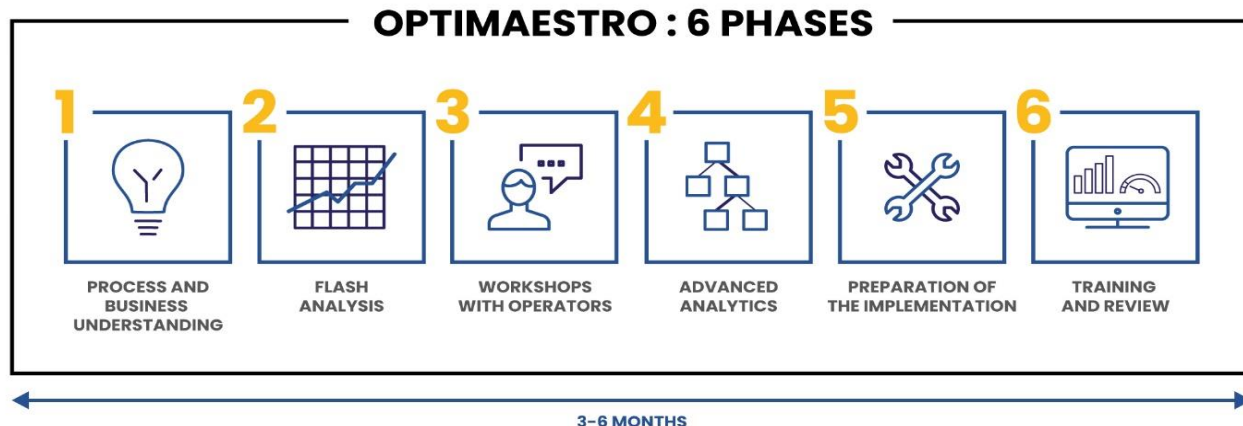 OPTIMAESTRO : 6 PHASES
1
2
3
4
5
6
PROCESS AND
BUSINESS
UNDERSTANDING
FLASH
ANALYSIS
WORKSHOPS
WITH OPERATORS
ADVANCED
ANALYTICS
PREPARATION OF
THE IMPLEMENTATION
TRAINING
AND REVIEW
3-6 MONTHS